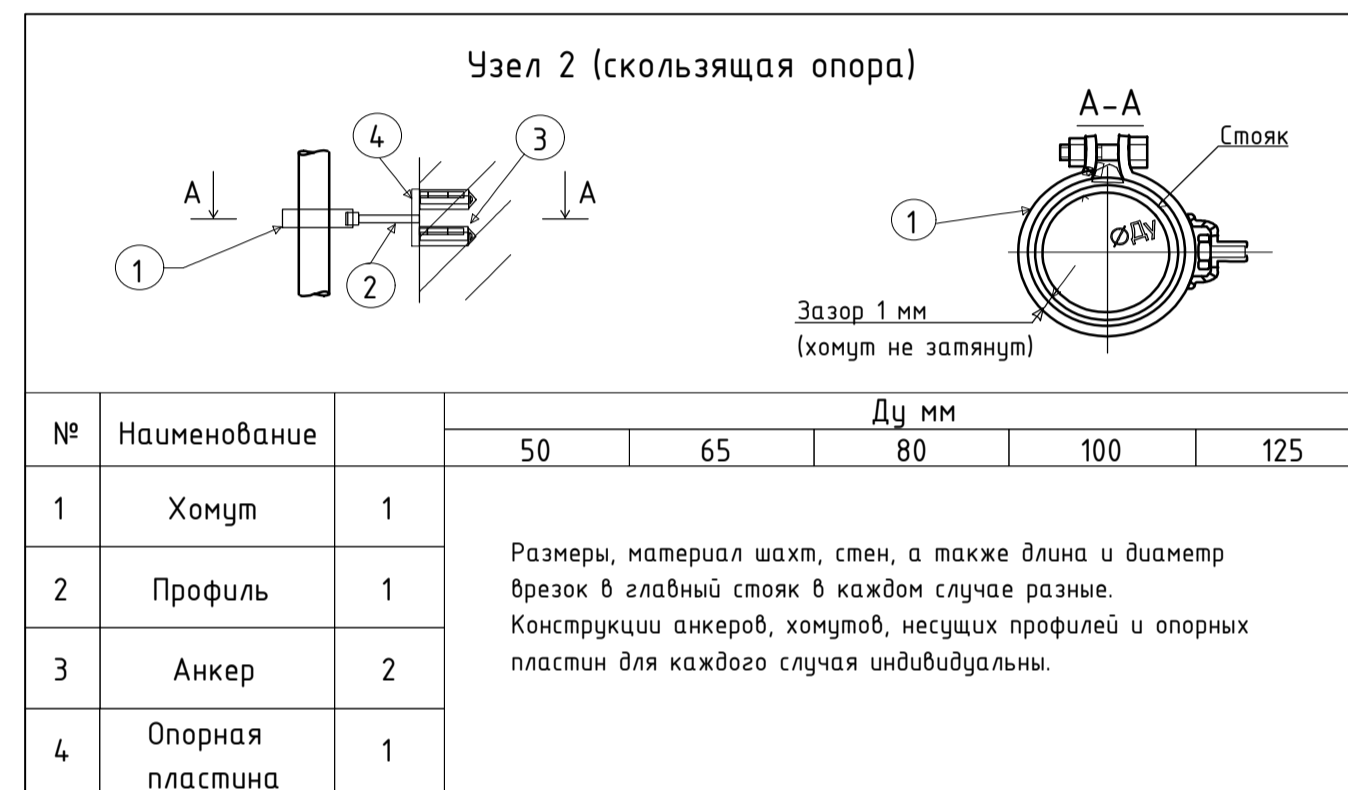 Узел 2 (скользящая опора)
4
3
А
А
1
2
А-А
Стояк
1
ØДУ
Зазор 1 мм
(хомут не затянут)
№ Наименование Ду мм
50 65 80 100 125
1 Хомут 1
2 Профиль 1
3 Анкер 2
4 Опорная пластина 1
Размеры, материал шахт, стен, а также длина и диаметр
врезок в главный стояк в каждом случае разные.
Конструкции анкеров, хомутов, несущих профилей и опорных
пластин для каждого случая индивидуальны.